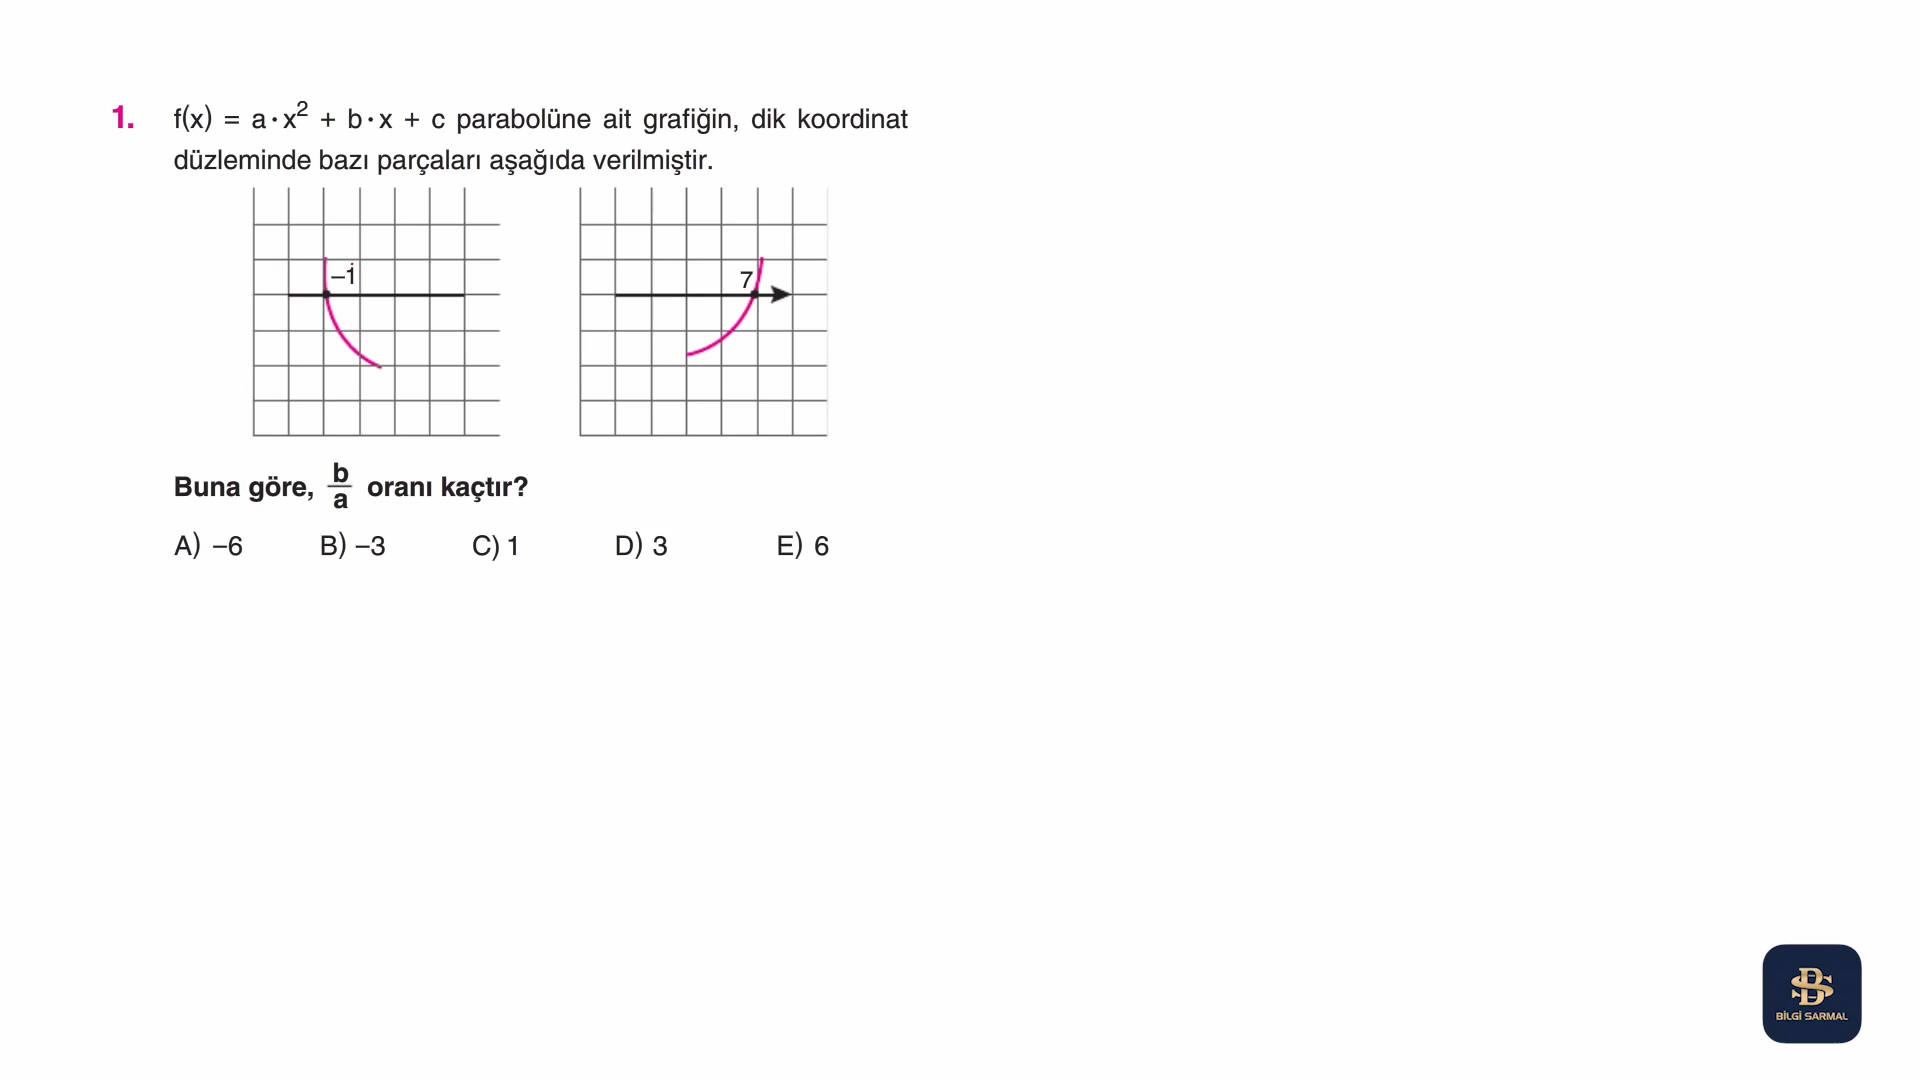 1. f(x) = a·x² + b·x + c parabolüne ait grafiğin, dik koordinat
düzleminde bazı parçaları aşağıda verilmiştir.
–1
7
Buna göre, b/a oranı kaçtır?
A) –6 B) –3 C) 1 D) 3 E) 6
BS
BİLGİ SARMAL